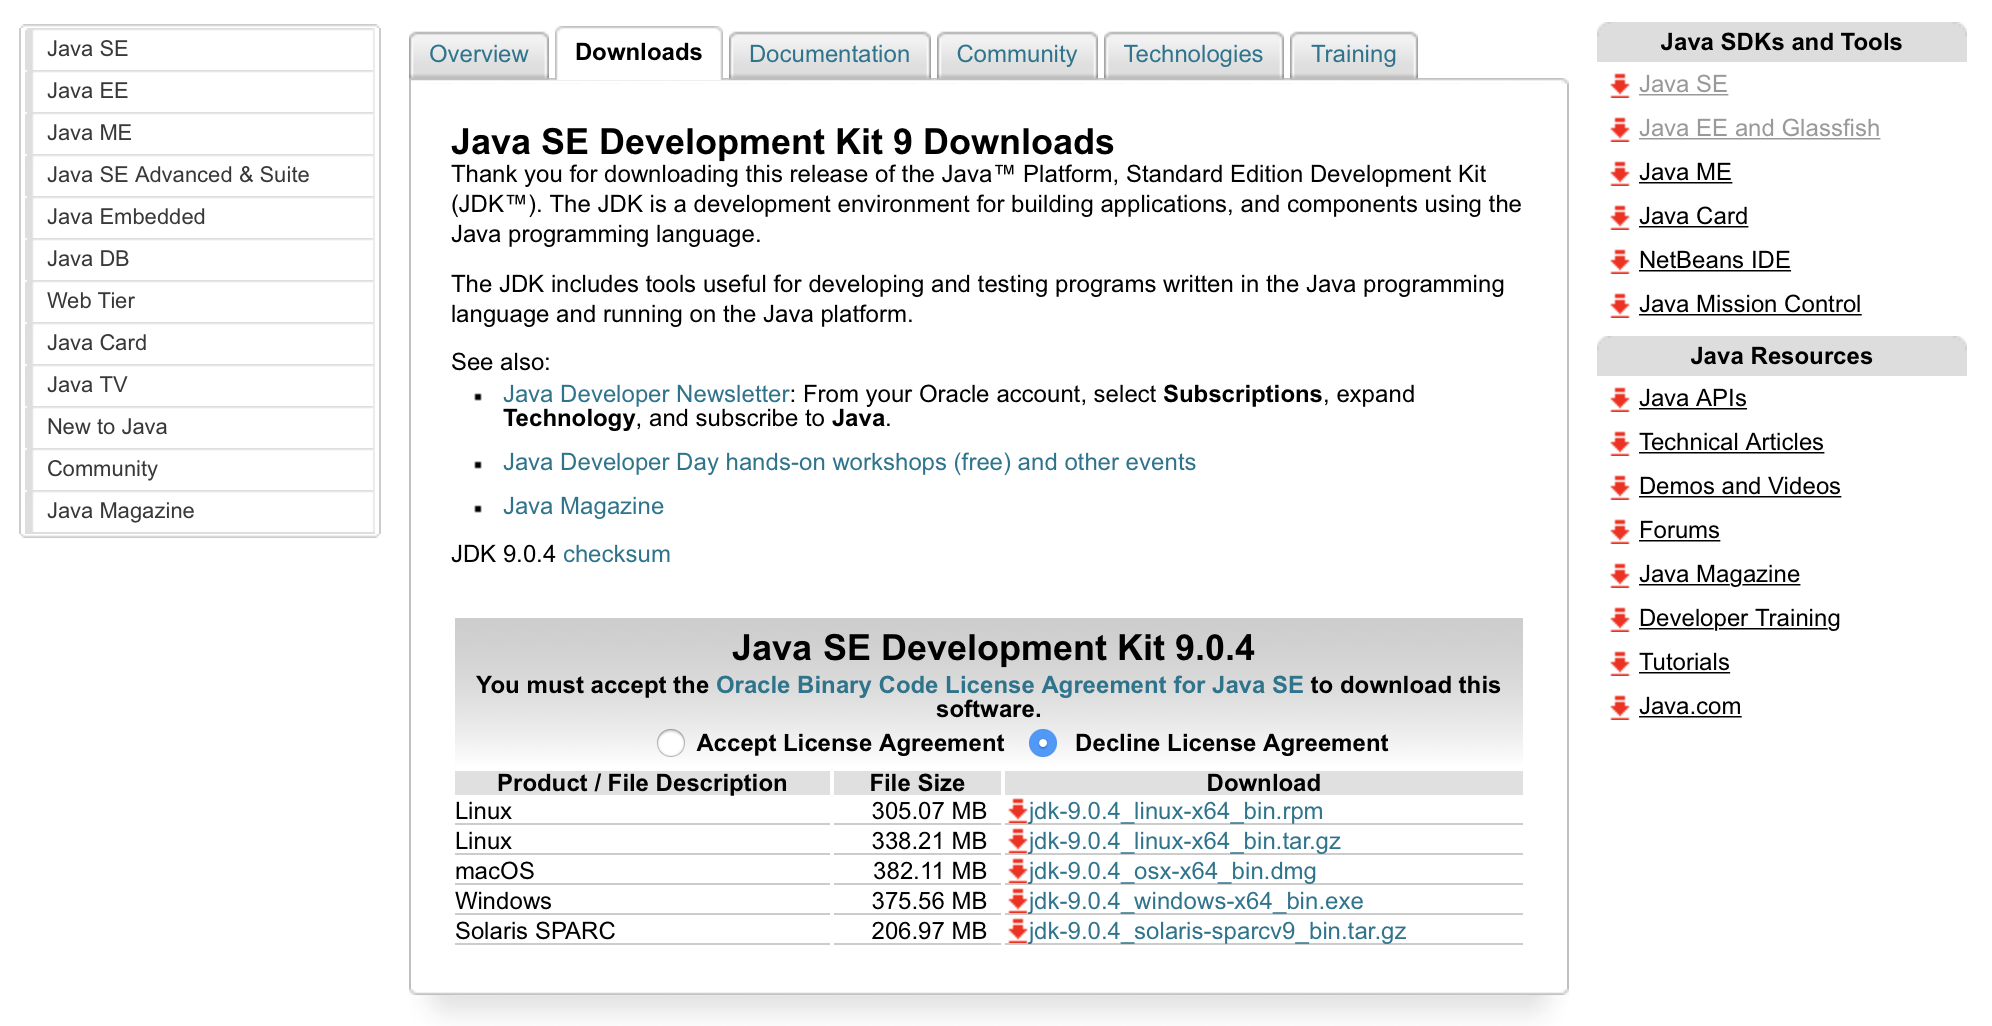 Java SE
Java EE
Java ME
Java SE Advanced & Suite
Java Embedded
Java DB
Web Tier
Java Card
Java TV
New to Java
Community
Java Magazine
Overview
Downloads
Documentation
Community
Technologies
Training
Java SE Development Kit 9 Downloads
Thank you for downloading this release of the Java™ Platform, Standard Edition Development Kit
(JDK™). The JDK is a development environment for building applications, and components using the
Java programming language.
The JDK includes tools useful for developing and testing programs written in the Java programming
language and running on the Java platform.
See also:
Java Developer Newsletter: From your Oracle account, select Subscriptions, expand
Technology, and subscribe to Java.
Java Developer Day hands-on workshops (free) and other events
Java Magazine
JDK 9.0.4 checksum
Java SE Development Kit 9.0.4
You must accept the Oracle Binary Code License Agreement for Java SE to download this
software.
Accept License Agreement Decline License Agreement
Product / File Description File Size Download
Linux 305.07 MB jdk-9.0.4_linux-x64_bin.rpm
Linux 338.21 MB jdk-9.0.4_linux-x64_bin.tar.gz
macOS 382.11 MB jdk-9.0.4_osx-x64_bin.dmg
Windows 375.56 MB jdk-9.0.4_windows-x64_bin.exe
Solaris SPARC 206.97 MB jdk-9.0.4_solaris-sparcv9_bin.tar.gz
Java SDKs and Tools
Java SE
Java EE and Glassfish
Java ME
Java Card
NetBeans IDE
Java Mission Control
Java Resources
Java APIs
Technical Articles
Demos and Videos
Forums
Java Magazine
Developer Training
Tutorials
Java.com